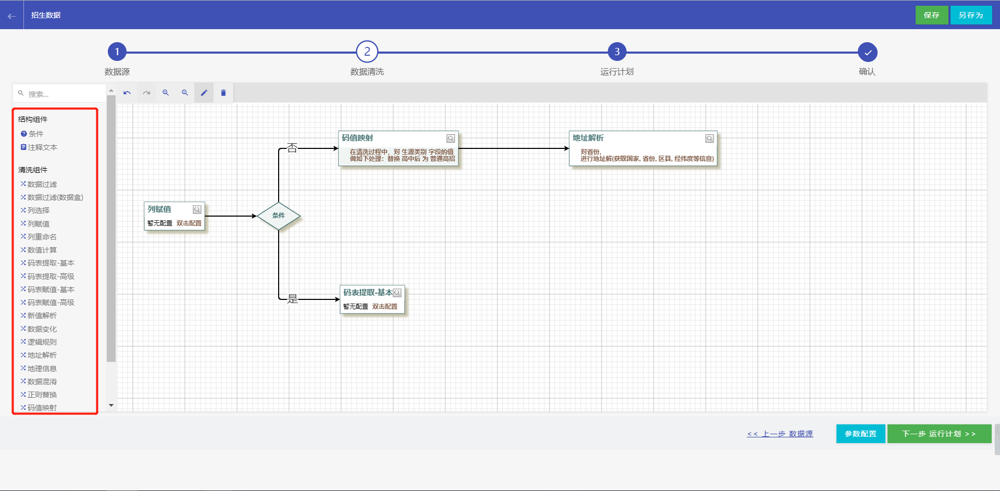 招生数据
保存
另存为
1
2
3
数据源
数据清洗
运行计划
确认
搜索...
结构组件
条件
注释文本
清洗组件
数据过滤
数据过滤(数据盒)
列选择
列赋值
列重命名
数值计算
码表提取-基本
码表提取-高级
码表赋值-基本
码表赋值-高级
新值解析
数据变化
逻辑规则
地址解析
地理信息
数据混淆
正则替换
码值映射
列赋值
暂无配置 双击配置
条件
否
码值映射
在清洗过程中，对 生源类别 字段的值
做如下处理：替换 高中后 为 普通高招
地址解析
对省份,
进行地址解(获取国家, 省份, 区县, 经纬度等信息)
是
码表提取-基本
暂无配置 双击配置
<< 上一步 数据源
参数配置
下一步 运行计划 >>